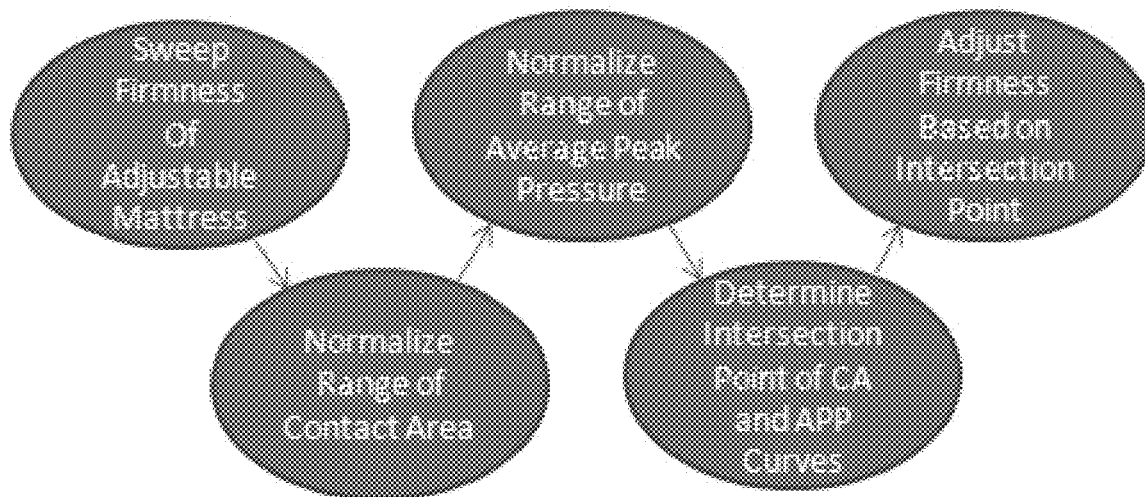 Sweep
Firmness
Of
Adjustable
Mattress
Normalize
Range of
Contact Area
Normalize
Range of
Average Peak
Pressure
Determine
Intersection
Point of CA
and APP
Curves
Adjust
Firmness
Based on
Intersection
Point